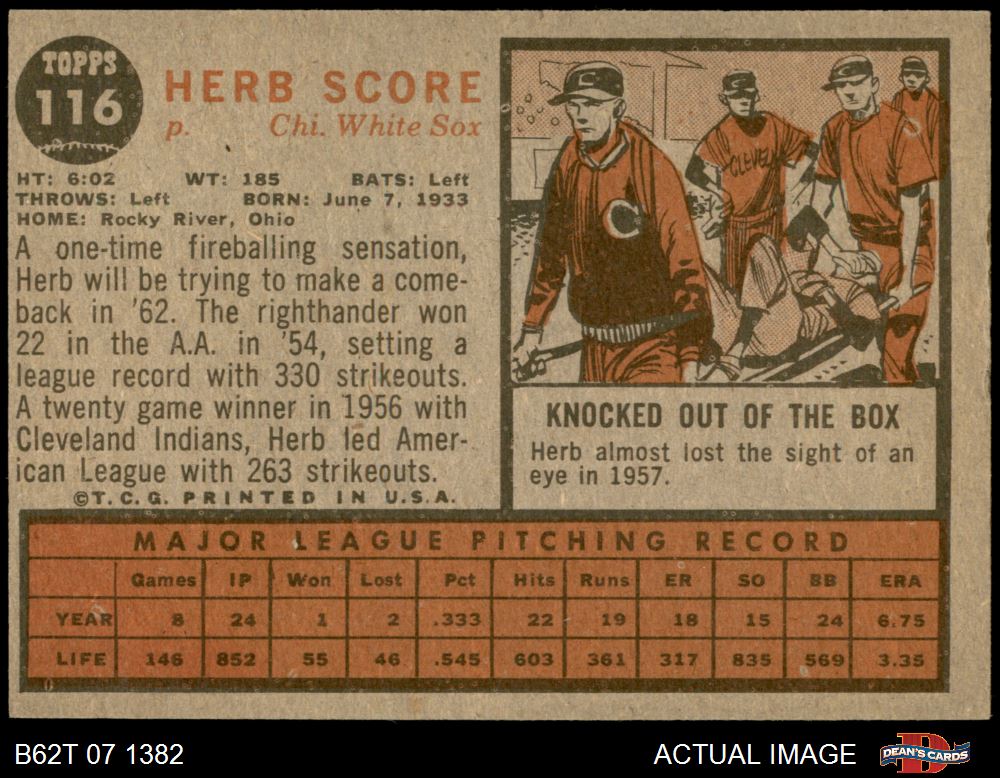 TOPPS
116
HERB SCORE
p. Chi. White Sox
HT: 6:02 WT: 185 BATS: Left
THROWS: Left BORN: June 7, 1933
HOME: Rocky River, Ohio
A one-time fireballing sensation,
Herb will be trying to make a come-
back in '62. The righthander won
22 in the A.A. in '54, setting a
league record with 330 strikeouts.
A twenty game winner in 1956 with
Cleveland Indians, Herb led Amer-
ican League with 263 strikeouts.
©T.C.G. PRINTED IN U.S.A.
C
CLEVEL
KNOCKED OUT OF THE BOX
Herb almost lost the sight of an
eye in 1957.
MAJOR LEAGUE PITCHING RECORD
Games IP Won Lost Pct Hits Runs ER SO BB ERA
YEAR 8 24 1 2 .333 22 19 18 15 24 6.75
LIFE 146 852 55 46 .545 603 361 317 835 569 3.35
B62T 07 1382
ACTUAL IMAGE
DEAN'S CARDS